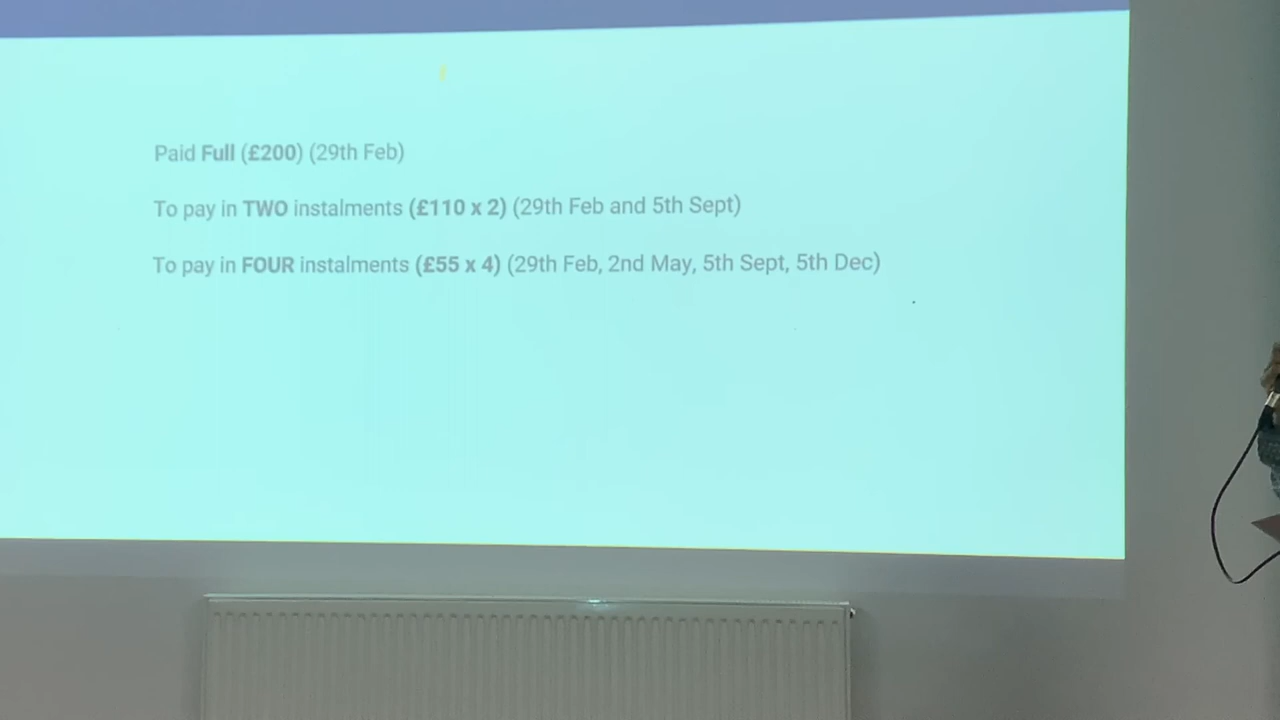 Paid Full (£200) (29th Feb)
To pay in TWO instalments (£110 x 2) (29th Feb and 5th Sept)
To pay in FOUR instalments (£55 x 4) (29th Feb, 2nd May, 5th Sept, 5th Dec)